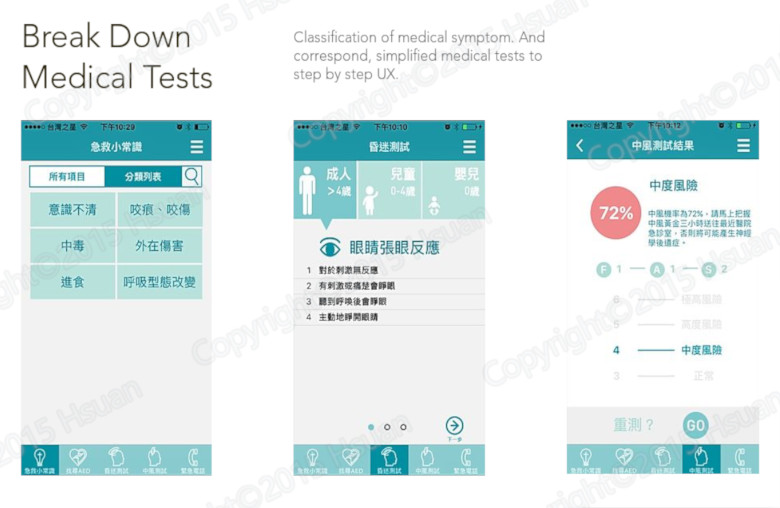 Break Down
Medical Tests
Classification of medical symptom. And
correspond, simplified medical tests to
step by step UX.
台灣之星 下午10:29
急救小常識
所有項目 分類列表
意識不清 咬痕、咬傷
中毒 外在傷害
進食 呼吸型態改變
急救小常識 找尋AED 昏迷測試 中風測試 緊急電話
台灣之星 下午10:10
昏迷測試
成人 兒童 嬰兒
>4歲 0-4歲 0歲
眼睛張眼反應
1 對於刺激無反應
2 有刺激或痛楚會睜眼
3 聽到呼喚後會睜眼
4 主動地睜開眼睛
下一步
急救小常識 找尋AED 昏迷測試 中風測試 緊急電話
台灣之星 下午10:12
中風測試結果
72%
中度風險
中風機率為72%，請馬上把握
中風黃金三小時送往最近醫院
急診室，否則將可能產生神經
學後遺症。
F 1 A 1 S 2
6 極高風險
5 高度風險
4 中度風險
3 正常
重測？ GO
急救小常識 找尋AED 昏迷測試 中風測試 緊急電話
Copyright©2015 Hsuan